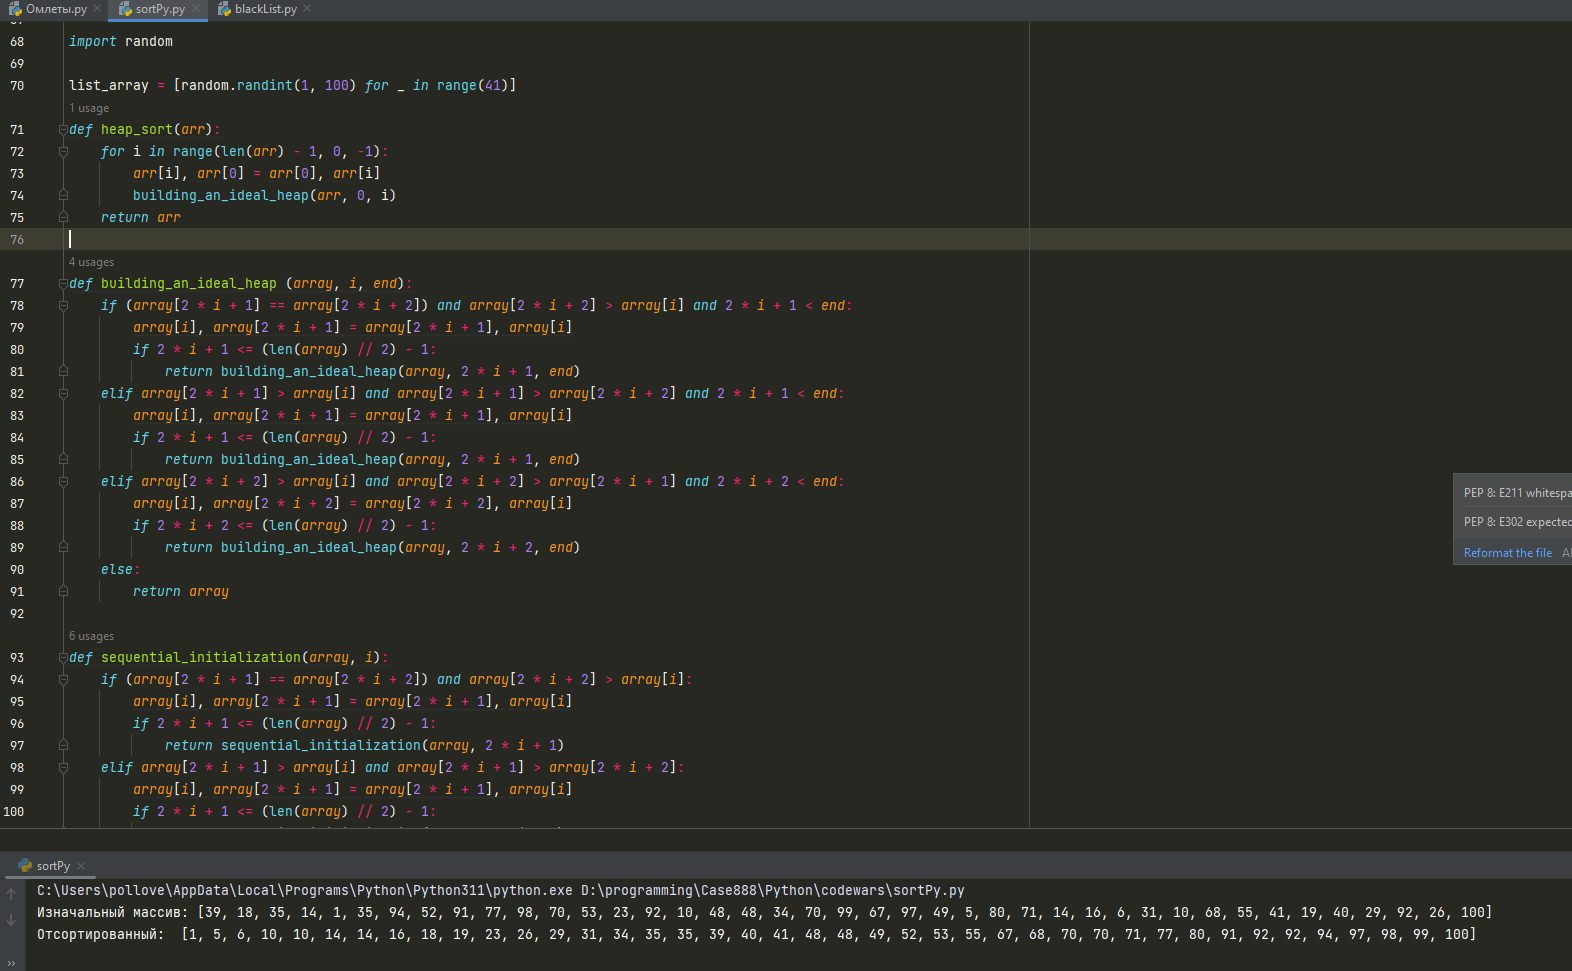 Омлеты.py
sortPy.py
blackList.py
68 import random
69
70 list_array = [random.randint(1, 100) for _ in range(41)]
1 usage
71 def heap_sort(arr):
72 for i in range(len(arr) - 1, 0, -1):
73 arr[i], arr[0] = arr[0], arr[i]
74 building_an_ideal_heap(arr, 0, i)
75 return arr
76
4 usages
77 def building_an_ideal_heap (array, i, end):
78 if (array[2 * i + 1] == array[2 * i + 2]) and array[2 * i + 2] > array[i] and 2 * i + 1 < end:
79 array[i], array[2 * i + 1] = array[2 * i + 1], array[i]
80 if 2 * i + 1 <= (len(array) // 2) - 1:
81 return building_an_ideal_heap(array, 2 * i + 1, end)
82 elif array[2 * i + 1] > array[i] and array[2 * i + 1] > array[2 * i + 2] and 2 * i + 1 < end:
83 array[i], array[2 * i + 1] = array[2 * i + 1], array[i]
84 if 2 * i + 1 <= (len(array) // 2) - 1:
85 return building_an_ideal_heap(array, 2 * i + 1, end)
86 elif array[2 * i + 2] > array[i] and array[2 * i + 2] > array[2 * i + 1] and 2 * i + 2 < end:
87 array[i], array[2 * i + 2] = array[2 * i + 2], array[i]
88 if 2 * i + 2 <= (len(array) // 2) - 1:
89 return building_an_ideal_heap(array, 2 * i + 2, end)
90 else:
91 return array
92
6 usages
93 def sequential_initialization(array, i):
94 if (array[2 * i + 1] == array[2 * i + 2]) and array[2 * i + 2] > array[i]:
95 array[i], array[2 * i + 1] = array[2 * i + 1], array[i]
96 if 2 * i + 1 <= (len(array) // 2) - 1:
97 return sequential_initialization(array, 2 * i + 1)
98 elif array[2 * i + 1] > array[i] and array[2 * i + 1] > array[2 * i + 2]:
99 array[i], array[2 * i + 1] = array[2 * i + 1], array[i]
100 if 2 * i + 1 <= (len(array) // 2) - 1:
PEP 8: E211 whitespa
PEP 8: E302 expected
Reformat the file
sortPy
C:\Users\pollove\AppData\Local\Programs\Python\Python311\python.exe D:\programming\Case888\Python\codewars\sortPy.py
Изначальный массив: [39, 18, 35, 14, 1, 35, 94, 52, 91, 77, 98, 70, 53, 23, 92, 10, 48, 48, 34, 70, 99, 67, 97, 49, 5, 80, 71, 14, 16, 6, 31, 10, 68, 55, 41, 19, 40, 29, 92, 26, 100]
Отсортированный: [1, 5, 6, 10, 10, 14, 14, 16, 18, 19, 23, 26, 29, 31, 34, 35, 35, 39, 40, 41, 48, 48, 49, 52, 53, 55, 67, 68, 70, 70, 71, 77, 80, 91, 92, 92, 94, 97, 98, 99, 100]